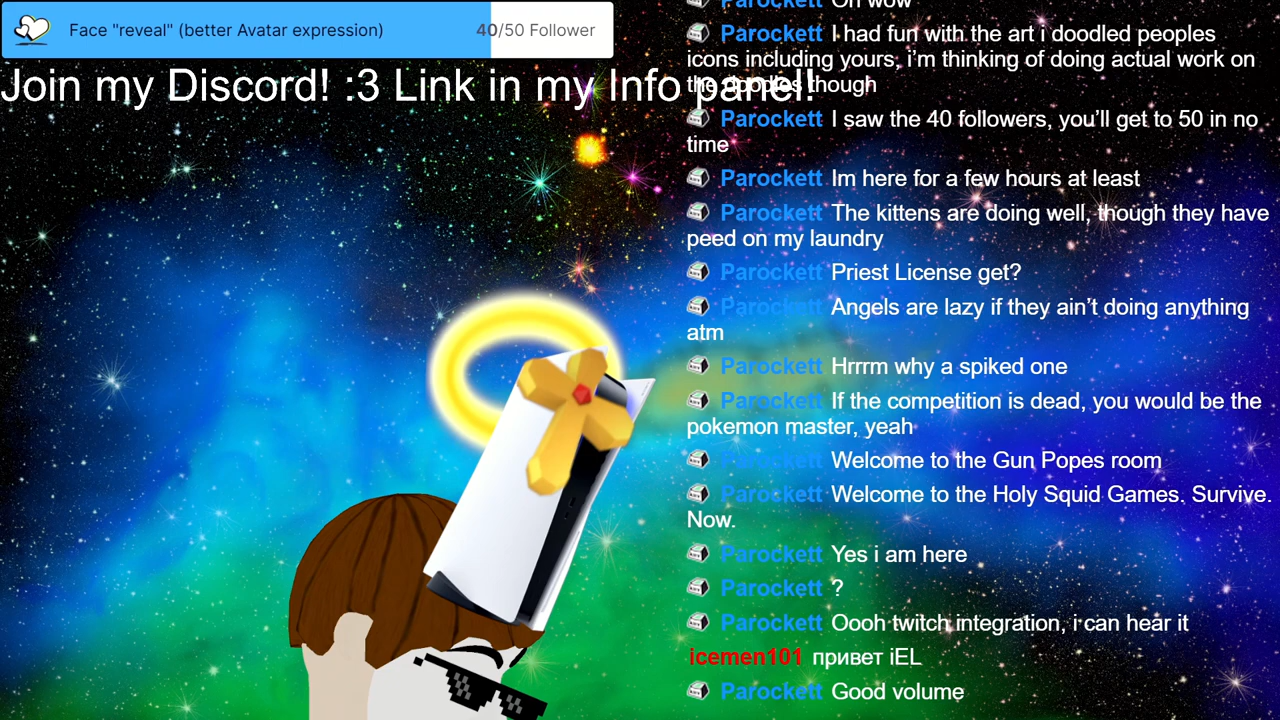 Face "reveal" (better Avatar expression) 40/50 Follower
Join my Discord! :3 Link in my Info panel!
Parockett Oh wow
Parockett I had fun with the art i doodled peoples
icons including yours, i'm thinking of doing actual work on
the doodles though
Parockett I saw the 40 followers, you'll get to 50 in no
time
Parockett Im here for a few hours at least
Parockett The kittens are doing well, though they have
peed on my laundry
Parockett Priest License get?
Parockett Angels are lazy if they ain't doing anything
atm
Parockett Hrrrm why a spiked one
Parockett If the competition is dead, you would be the
pokemon master, yeah
Parockett Welcome to the Gun Popes room
Parockett Welcome to the Holy Squid Games. Survive.
Now.
Parockett Yes i am here
Parockett ?
Parockett Oooh twitch integration, i can hear it
icemen101 привет iEL
Parockett Good volume